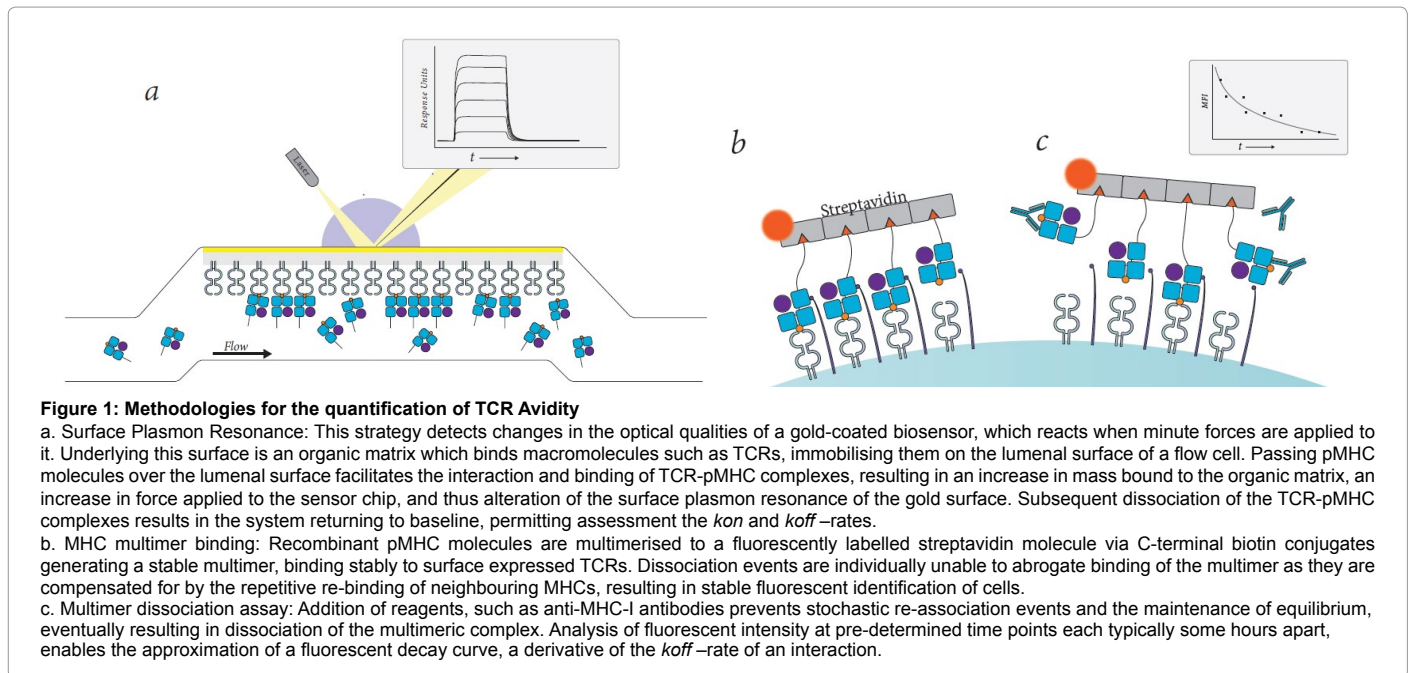 a
Laser
Response Units
t
Flow
b
Streptavidin
c
MFI
t
Figure 1: Methodologies for the quantification of TCR Avidity
a. Surface Plasmon Resonance: This strategy detects changes in the optical qualities of a gold-coated biosensor, which reacts when minute forces are applied to
it. Underlying this surface is an organic matrix which binds macromolecules such as TCRs, immobilising them on the lumenal surface of a flow cell. Passing pMHC
molecules over the lumenal surface facilitates the interaction and binding of TCR-pMHC complexes, resulting in an increase in mass bound to the organic matrix, an
increase in force applied to the sensor chip, and thus alteration of the surface plasmon resonance of the gold surface. Subsequent dissociation of the TCR-pMHC
complexes results in the system returning to baseline, permitting assessment the kon and koff –rates.
b. MHC multimer binding: Recombinant pMHC molecules are multimerised to a fluorescently labelled streptavidin molecule via C-terminal biotin conjugates
generating a stable multimer, binding stably to surface expressed TCRs. Dissociation events are individually unable to abrogate binding of the multimer as they are
compensated for by the repetitive re-binding of neighbouring MHCs, resulting in stable fluorescent identification of cells.
c. Multimer dissociation assay: Addition of reagents, such as anti-MHC-I antibodies prevents stochastic re-association events and the maintenance of equilibrium,
eventually resulting in dissociation of the multimeric complex. Analysis of fluorescent intensity at pre-determined time points each typically some hours apart,
enables the approximation of a fluorescent decay curve, a derivative of the koff –rate of an interaction.